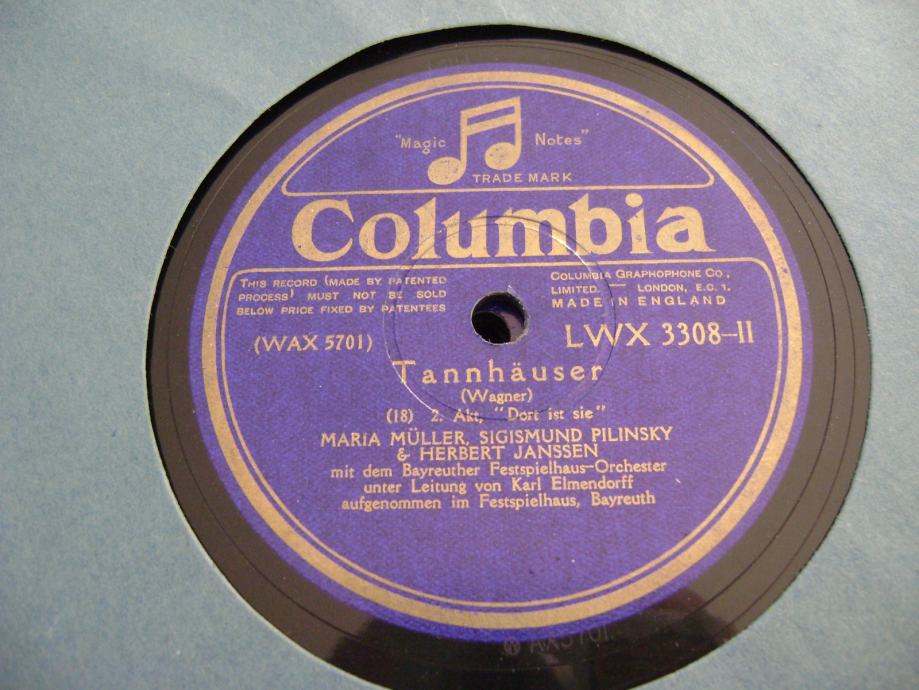 "Magic Notes"
TRADE MARK
Columbia
THIS RECORD (MADE BY PATENTED
PROCESS) MUST NOT BE SOLD
BELOW PRICE FIXED BY PATENTEES
COLUMBIA GRAPHOPHONE CO.,
LIMITED. — LONDON, E.C. 1.
MADE IN ENGLAND
(WAX 5701)
LWX 3308-II
Tannhäuser
(Wagner)
(18) 2. Akt, "Dort ist sie"
MARIA MÜLLER, SIGISMUND PILINSKY
& HERBERT JANSSEN
mit dem Bayreuther Festspielhaus-Orchester
unter Leitung von Karl Elmendorff
aufgenommen im Festspielhaus, Bayreuth